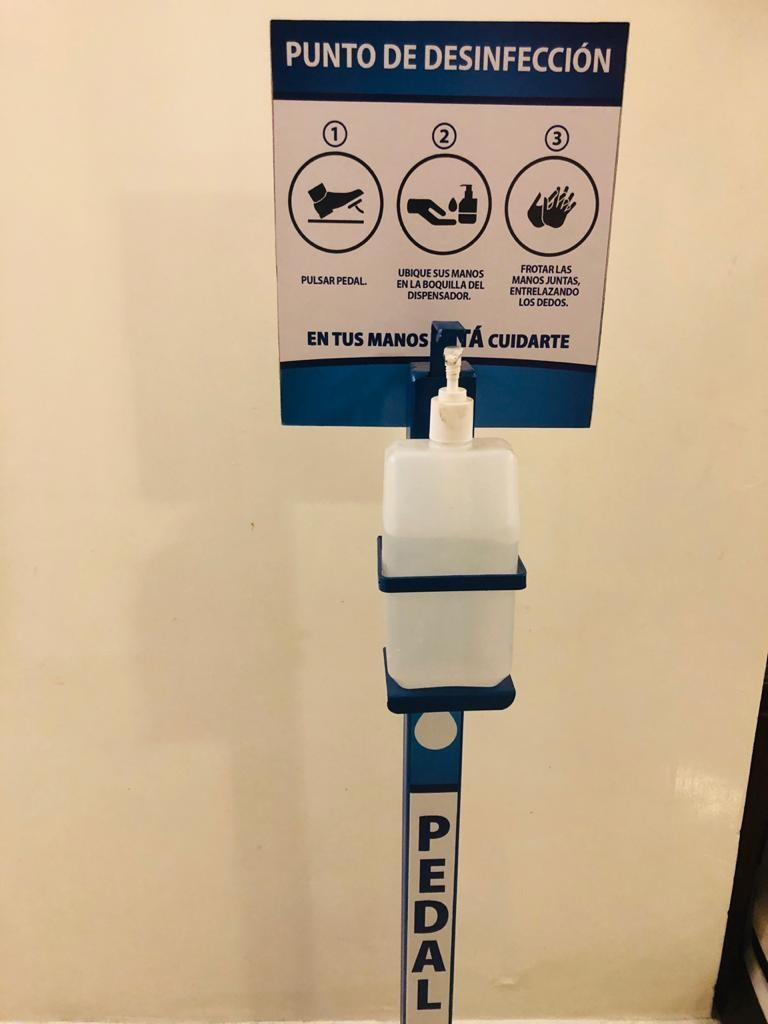 PUNTO DE DESINFECCIÓN
1 2 3
PULSAR PEDAL.
UBIQUE SUS MANOS
EN LA BOQUILLA DEL
DISPENSADOR.
FROTAR LAS
MANOS JUNTAS,
ENTRELAZANDO
LOS DEDOS.
EN TUS MANOS TÁ CUIDARTE
PEDAL